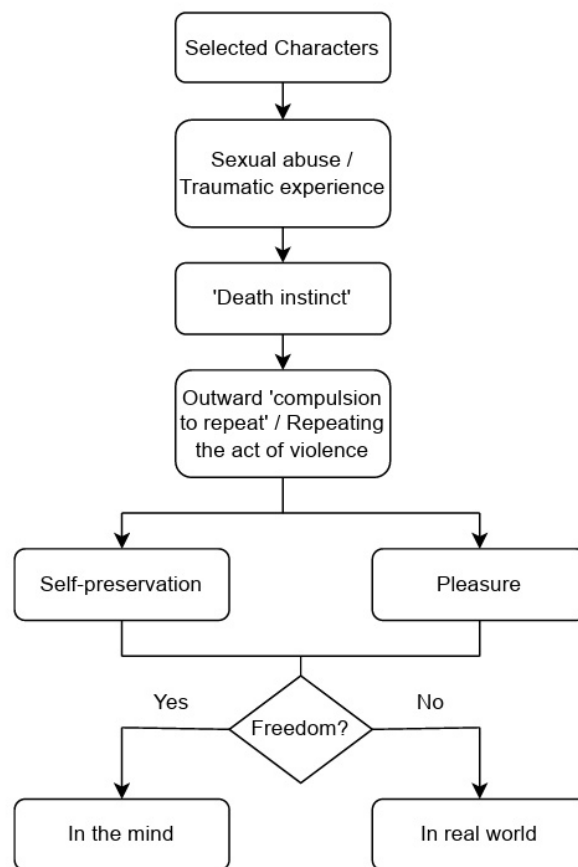 Selected Characters
Sexual abuse /
Traumatic experience
'Death instinct'
Outward 'compulsion
to repeat' / Repeating
the act of violence
Self-preservation
Pleasure
Yes
Freedom?
No
In the mind
In real world